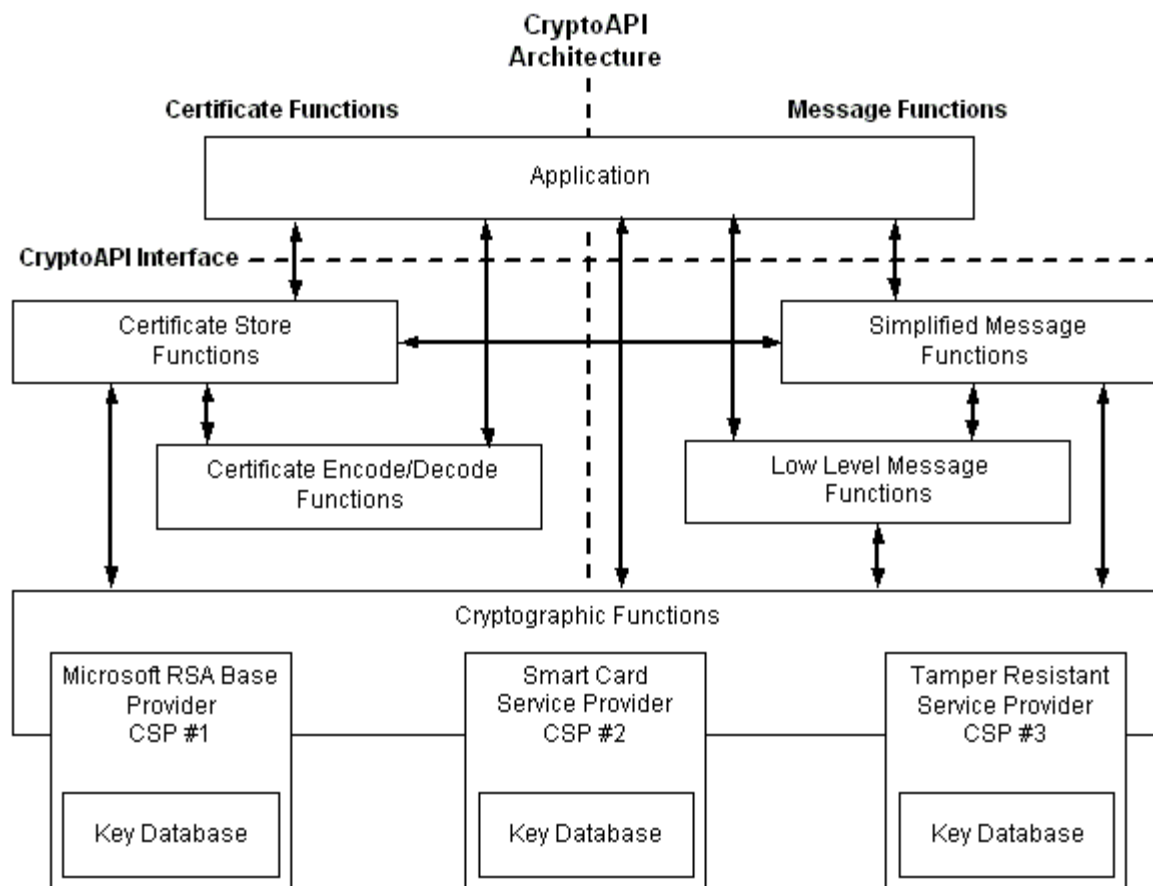 CryptoAPI
Architecture
Certificate Functions
Message Functions
Application
CryptoAPI Interface
Certificate Store
Functions
Simplified Message
Functions
Certificate Encode/Decode
Functions
Low Level Message
Functions
Cryptographic Functions
Microsoft RSA Base
Provider
CSP #1
Smart Card
Service Provider
CSP #2
Tamper Resistant
Service Provider
CSP #3
Key Database
Key Database
Key Database